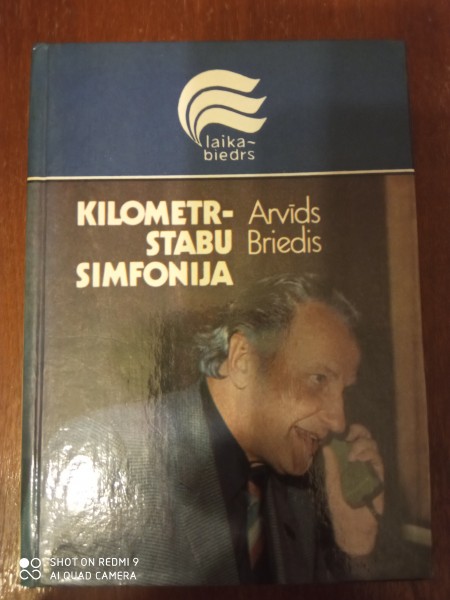 laika~
biedrs
KILOMETR-
STABU
SIMFONIJA
Arvīds
Briedis
SHOT ON REDMI 9
AI QUAD CAMERA